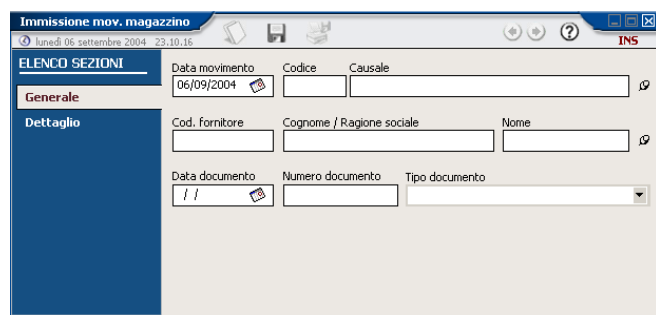 Immissione mov. magazzino
lunedì 06 settembre 2004 23.10.16
INS
ELENCO SEZIONI
Generale
Dettaglio
Data movimento Codice Causale
06/09/2004
Cod. fornitore Cognome / Ragione sociale Nome
Data documento Numero documento Tipo documento
/ /